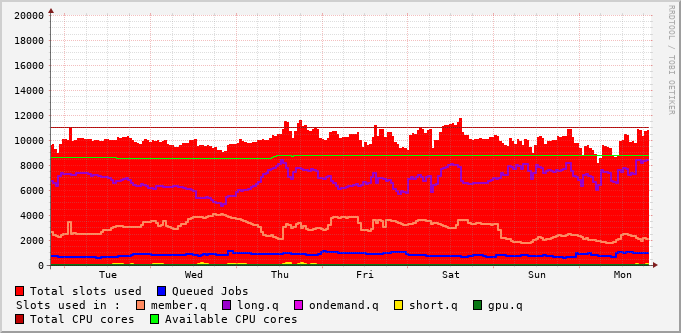 RRDTOOL / TOBI OETIKER
20000
18000
16000
14000
12000
10000
8000
6000
4000
2000
0
Tue Wed Thu Fri Sat Sun Mon
Total slots used Queued Jobs
Slots used in : member.q long.q ondemand.q short.q gpu.q
Total CPU cores Available CPU cores